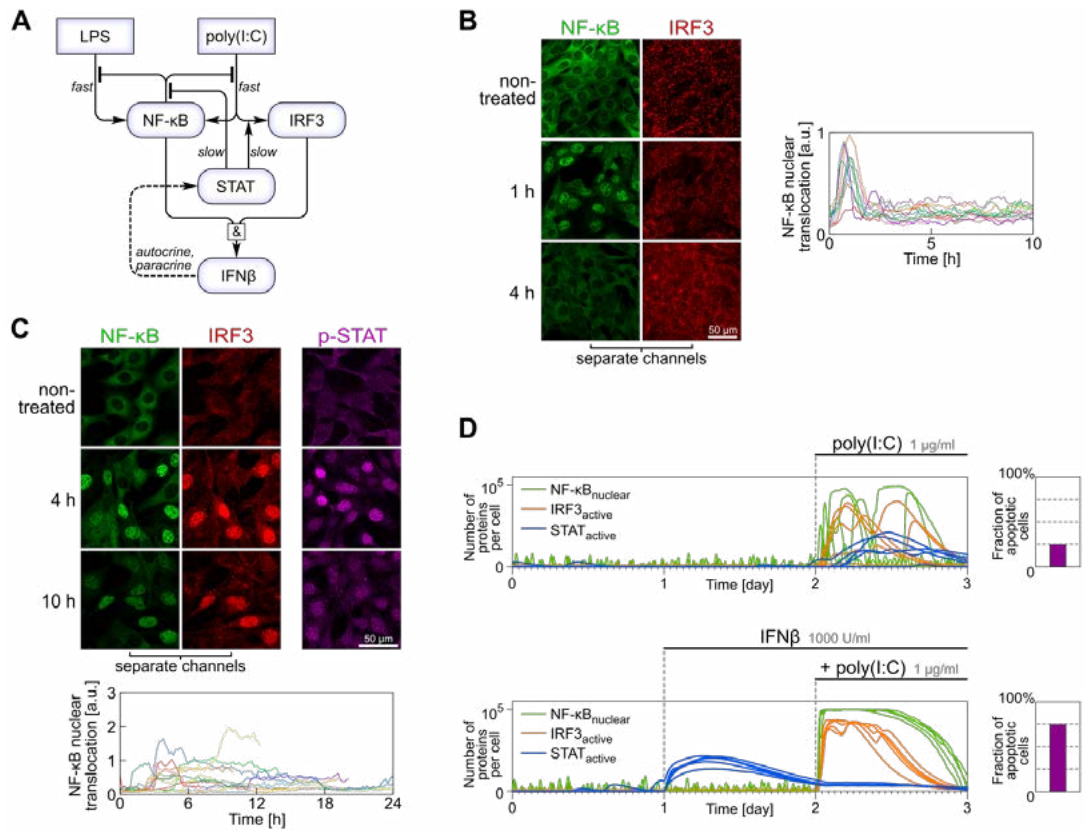 A
LPS
poly(I:C)
fast
fast
NF-κB
IRF3
slow
slow
STAT
&
autocrine,
paracrine
IFNβ
B
NF-κB IRF3
non-
treated
1 h
4 h
50 µm
separate channels
NF-κB nuclear
translocation [a.u.]
1
0
0 5 10
Time [h]
C
NF-κB IRF3 p-STAT
non-
treated
4 h
10 h
50 µm
separate channels
NF-κB nuclear
translocation [a.u.]
3
2
1
0
0 6 12 18 24
Time [h]
D
poly(I:C) 1 µg/ml
Number of
proteins
per cell
10⁵
0
NF-κBnuclear
IRF3active
STATactive
0 1 2 3
Time [day]
Fraction of
apoptotic
cells
100%
0
IFNβ 1000 U/ml
+ poly(I:C) 1 µg/ml
Number of
proteins
per cell
10⁵
0
NF-κBnuclear
IRF3active
STATactive
0 1 2 3
Time [day]
Fraction of
apoptotic
cells
100%
0